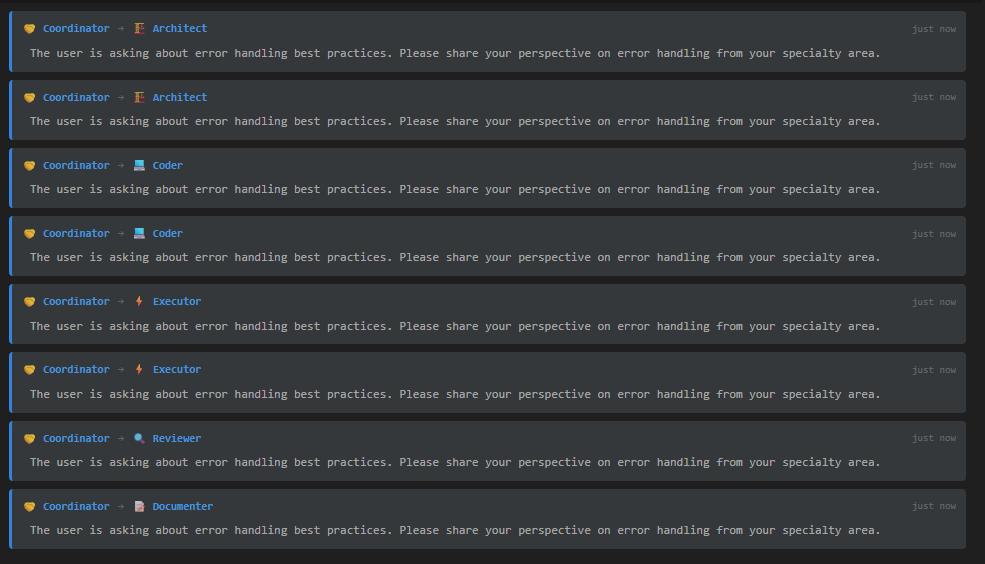 Coordinator → Architect just now
The user is asking about error handling best practices. Please share your perspective on error handling from your specialty area.
Coordinator → Architect just now
The user is asking about error handling best practices. Please share your perspective on error handling from your specialty area.
Coordinator → Coder just now
The user is asking about error handling best practices. Please share your perspective on error handling from your specialty area.
Coordinator → Coder just now
The user is asking about error handling best practices. Please share your perspective on error handling from your specialty area.
Coordinator → Executor just now
The user is asking about error handling best practices. Please share your perspective on error handling from your specialty area.
Coordinator → Executor just now
The user is asking about error handling best practices. Please share your perspective on error handling from your specialty area.
Coordinator → Reviewer just now
The user is asking about error handling best practices. Please share your perspective on error handling from your specialty area.
Coordinator → Documenter just now
The user is asking about error handling best practices. Please share your perspective on error handling from your specialty area.